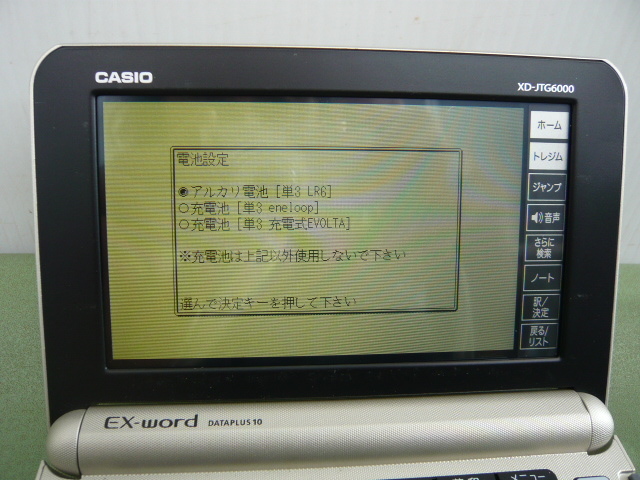 CASIO
XD-JTG6000
電池設定
◉アルカリ電池 [単3 LR6]
○充電池 [単3 eneloop]
○充電池 [単3 充電式EVOLTA]
※充電池は上記以外使用しないで下さい
選んで決定キーを押して下さい
ホーム
トレジム
ジャンプ
音声
さらに
検索
ノート
訳/
決定
戻る/
リスト
EX-word DATAPLUS 10
メニュー